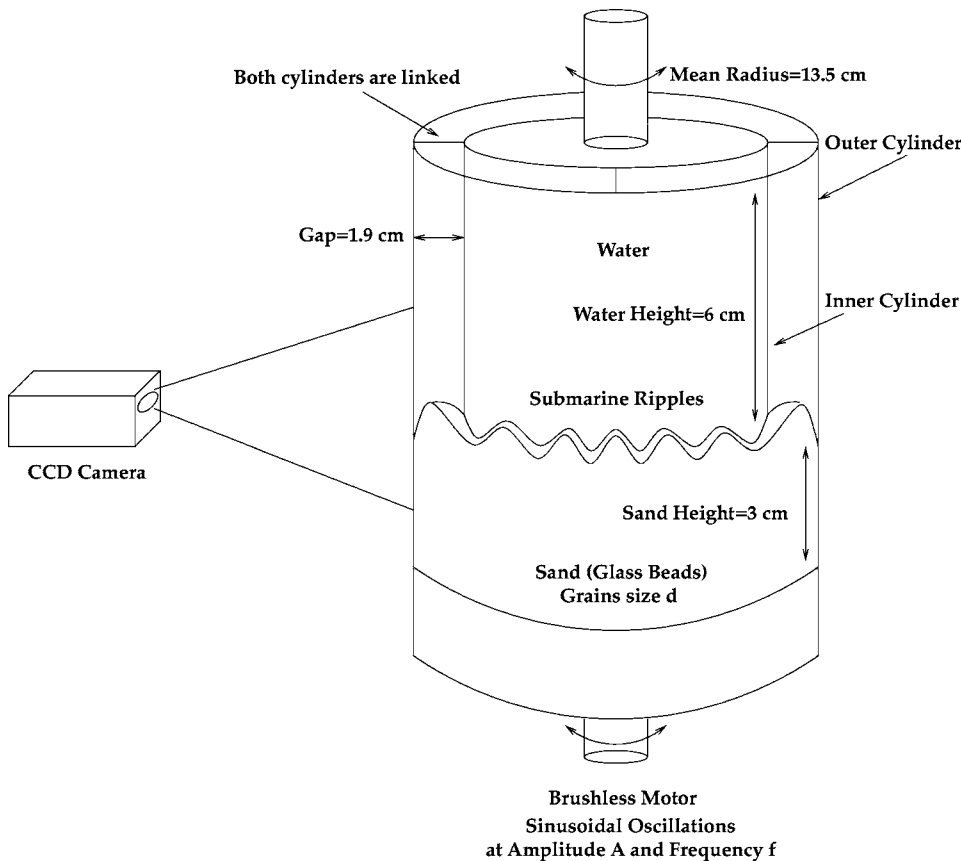 Both cylinders are linked
Mean Radius=13.5 cm
Outer Cylinder
Gap=1.9 cm
Water
Inner Cylinder
Water Height=6 cm
Submarine Ripples
CCD Camera
Sand Height=3 cm
Sand (Glass Beads)
Grains size d
Brushless Motor
Sinusoidal Oscillations
at Amplitude A and Frequency f